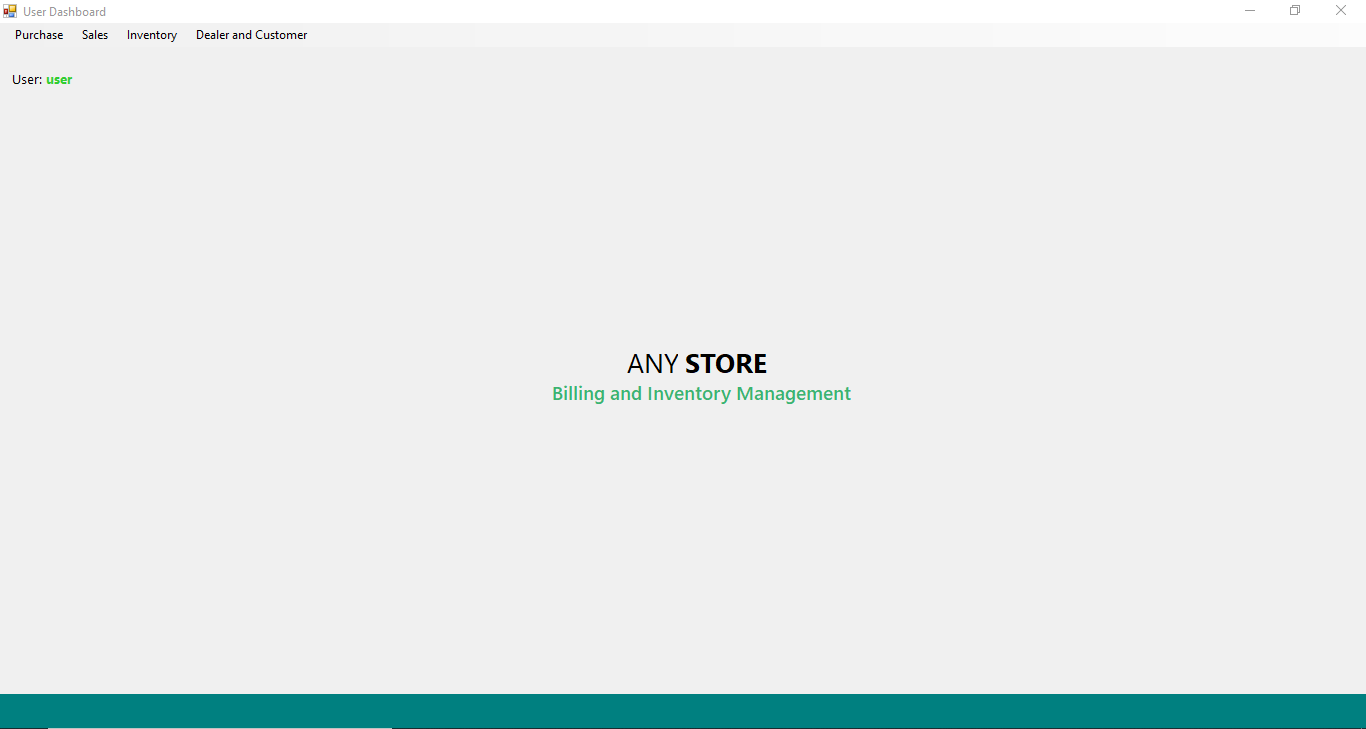 User Dashboard
Purchase Sales Inventory Dealer and Customer
User: user
ANY STORE
Billing and Inventory Management